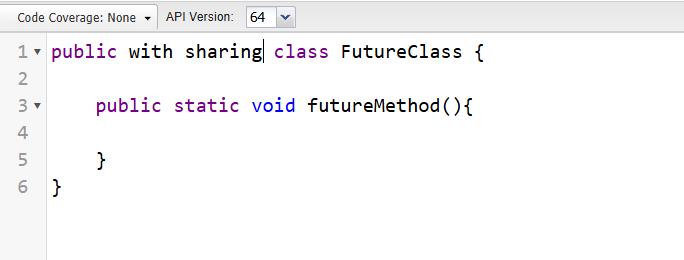 Code Coverage: None API Version: 64
1 public with sharing class FutureClass {
2
3 public static void futureMethod(){
4
5 }
6 }